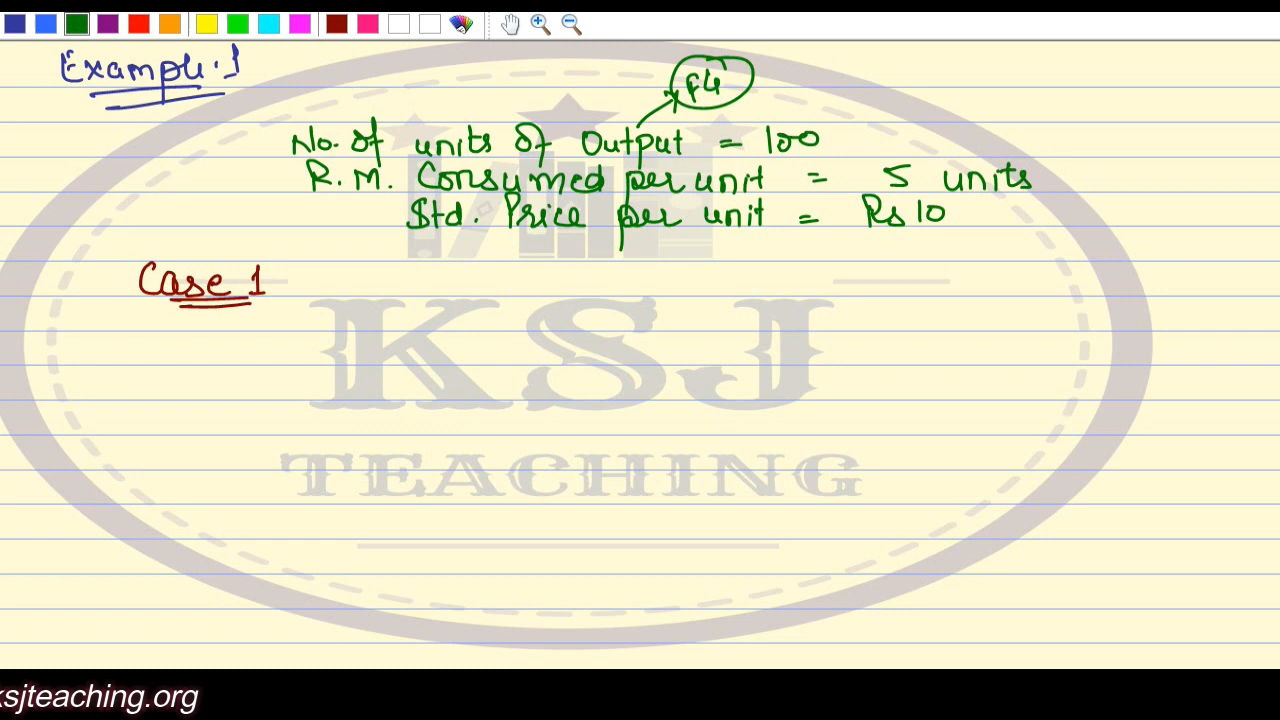 Example. 1
FG
No. of units of Output = 100
R.M. Consumed per unit = 5 units
Std. Price per unit = Rs 10
Case 1
KSJ
TEACHING
ksjteaching.org